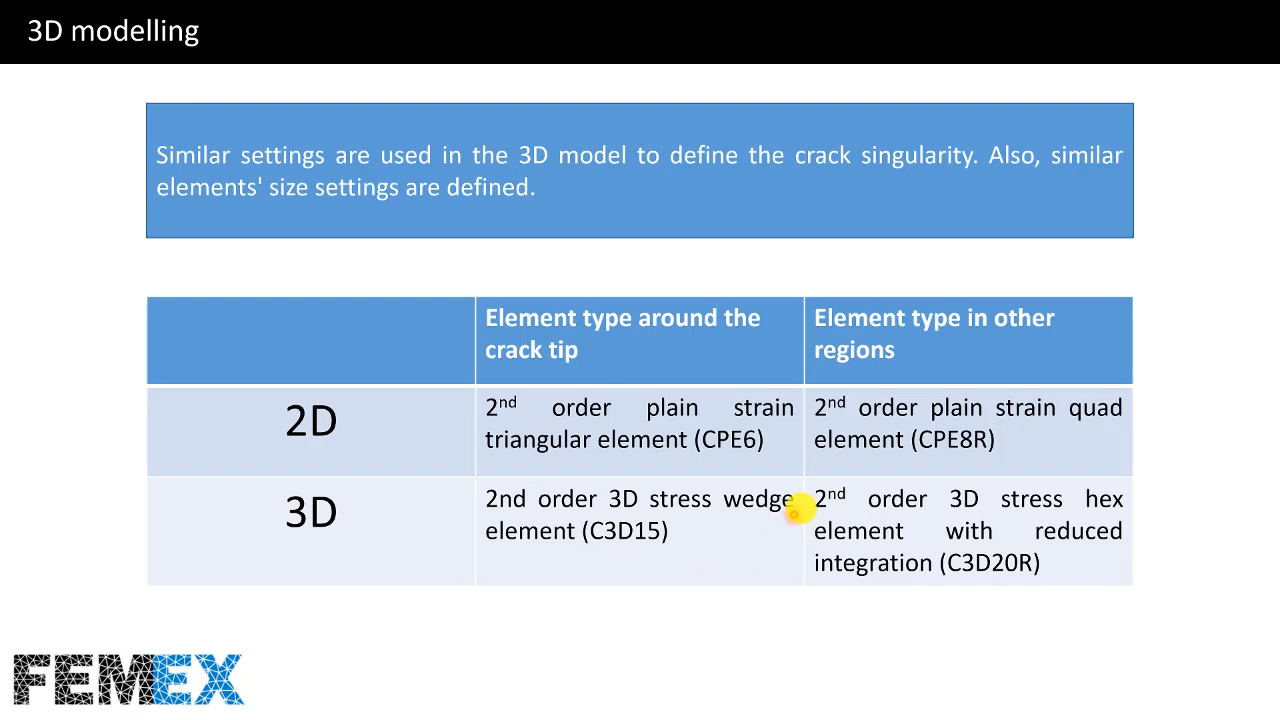 3D modelling
Similar settings are used in the 3D model to define the crack singularity. Also, similar
elements' size settings are defined.
Element type around the
crack tip
Element type in other
regions
2D
2nd order plain strain
triangular element (CPE6)
2nd order plain strain quad
element (CPE8R)
3D
2nd order 3D stress wedge
element (C3D15)
2nd order 3D stress hex
element with reduced
integration (C3D20R)
FEMEX